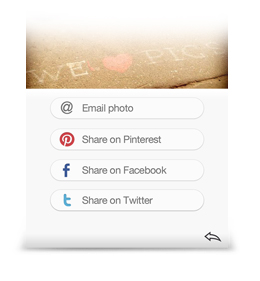 WE PICS
@ Email photo
Share on Pinterest
Share on Facebook
Share on Twitter